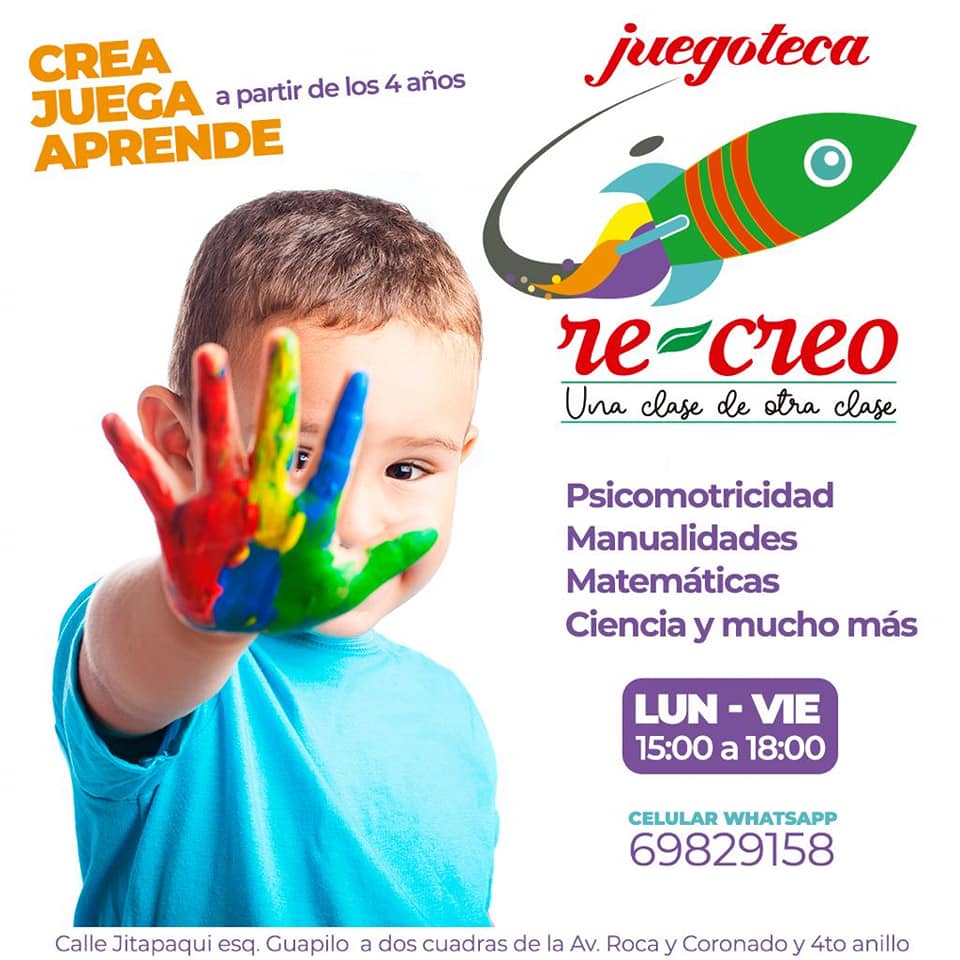 CREA
JUEGA
APRENDE
a partir de los 4 años
juegoteca
re-creo
Una clase de otra clase
Psicomotricidad
Manualidades
Matemáticas
Ciencia y mucho más
LUN - VIE
15:00 a 18:00
CELULAR WHATSAPP
69829158
Calle Jitapaqui esq. Guapilo a dos cuadras de la Av. Roca y Coronado y 4to anillo